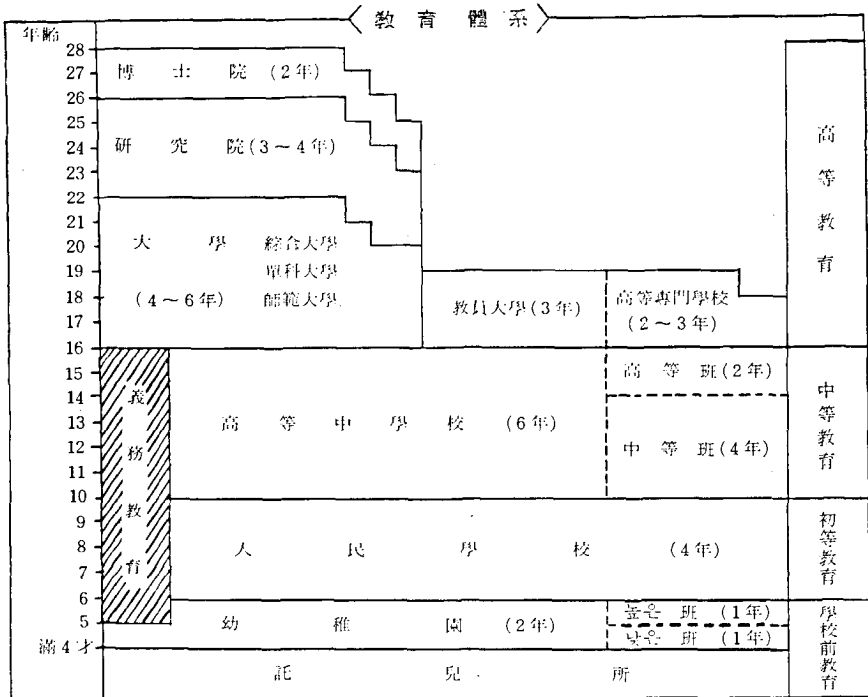 〈教育體系〉
年齡
28
27
26
25
24
23
22
21
20
19
18
17
16
15
14
13
12
11
10
9
8
7
6
5
滿4才
博士院 (2年)
硏究院(3～4年)
大學 綜合大學
單科大學
(4～6年) 師範大學
教員大學(3年)
高等專門學校
(2～3年)
義務教育
高等中學校 (6年)
高等班(2年)
中等班(4年)
人民學校 (4年)
幼稚園 (2年)
높은 班 (1年)
낮은 班 (1年)
託兒所
高等教育
中等教育
初等教育
學校前教育